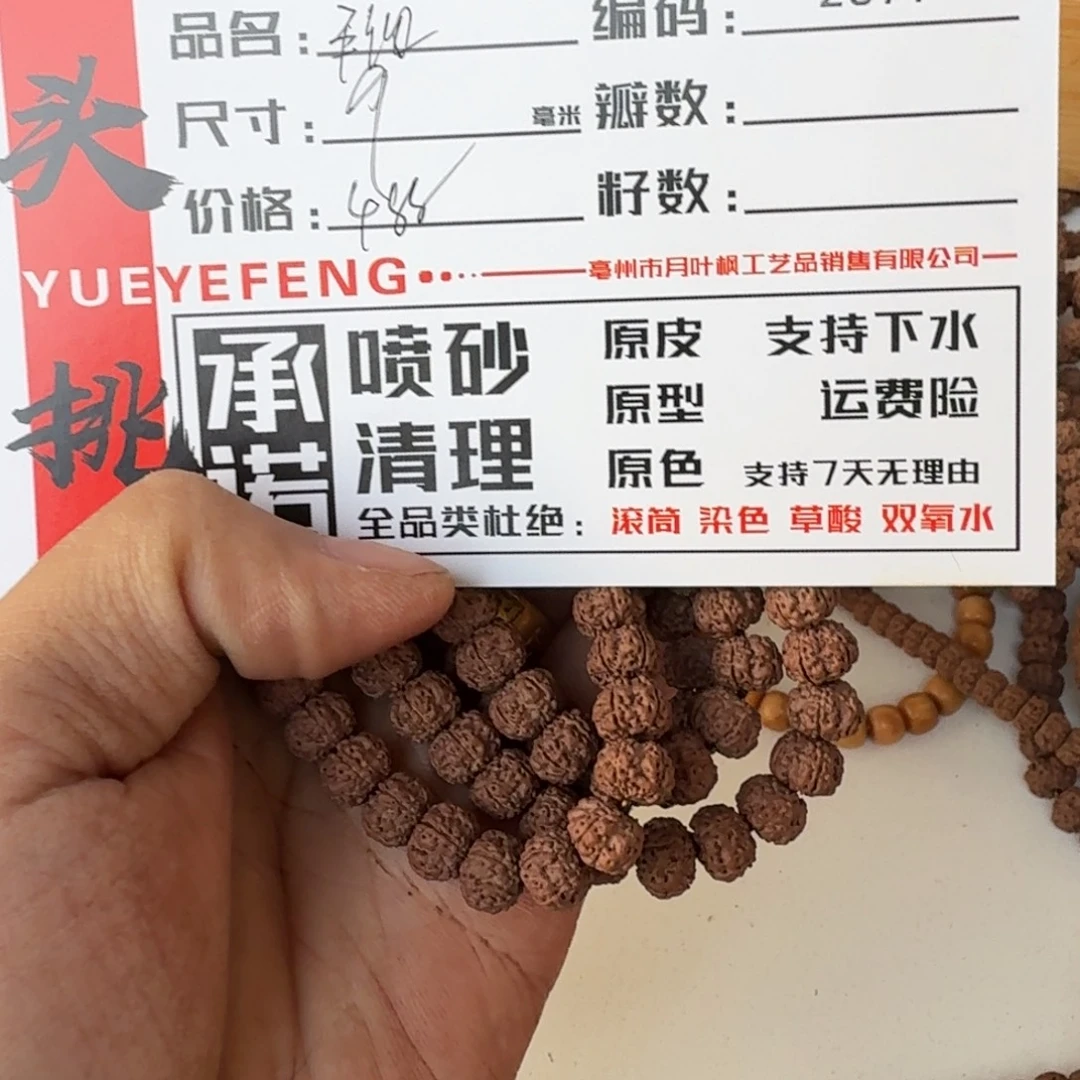 品名: 编码:
尺寸: 毫米 瓣数:
价格: 485 籽数:
头挑
YUEYEFENG 亳州市月叶枫工艺品销售有限公司
承诺
喷砂 原皮 支持下水
清理 原型 运费险
原色 支持7天无理由
全品类杜绝: 滚筒 染色 草酸 双氧水